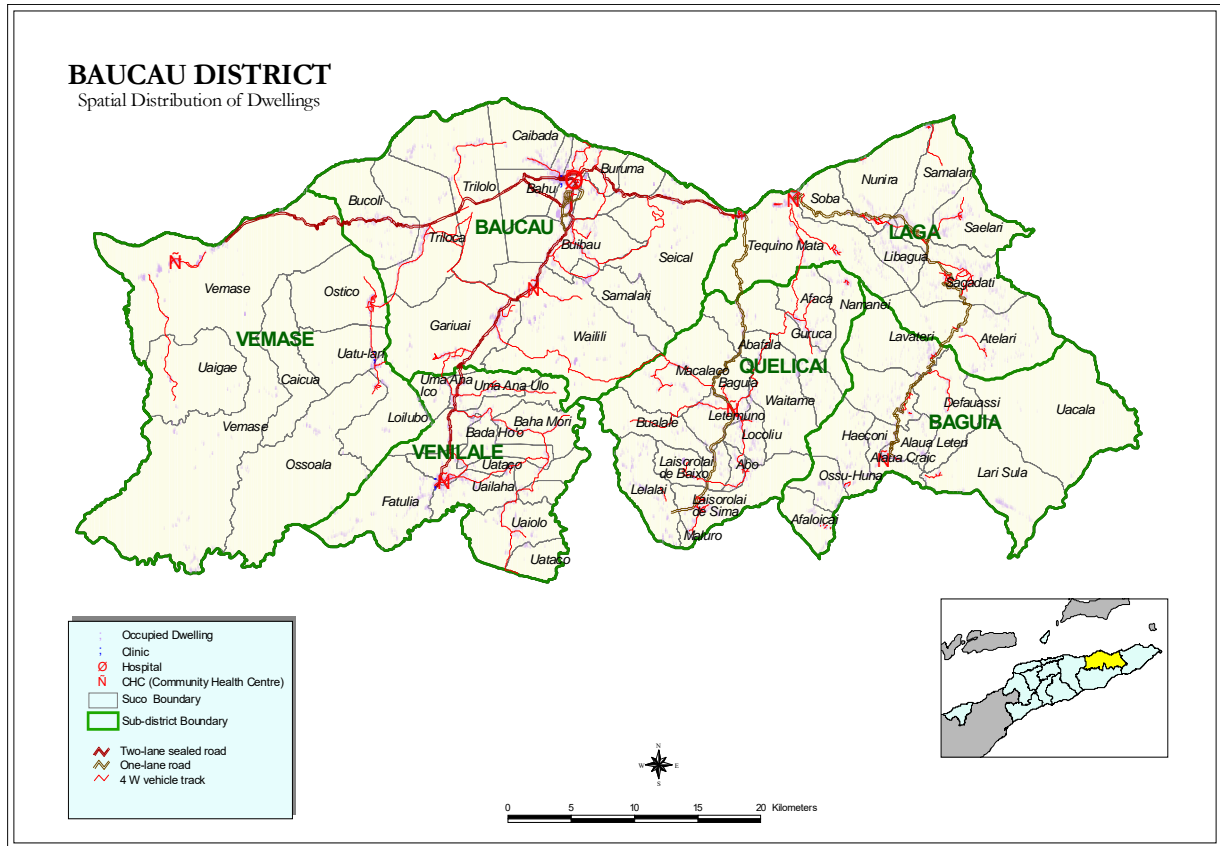 BAUCAU DISTRICT
Spatial Distribution of Dwellings
Caibada
Buruma
Bahu
Trilolo
Bucoli
BAUCAU
Triloca
Buibau
Seical
Samalari
Gariuai
Wailili
Soba
Nunira
Samalari
LAGA
Saelari
Tequino Mata
Libagua
Sagadati
Atelari
Vemase
Ostico
VEMASE
Uatu-lari
Uaigae
Caicua
Loilubo
Vemase
Ossoala
Uma Ana
Ico
Uma Ana-Ulo
Bada Ho'o
Baha Mori
VENILALE
Uataco
Uailaha
Fatulia
Uaiolo
Uataco
Afaca
Namanei
Guruca
Abafala
QUELICAI
Macalaco
Baguia
Waitame
Letemuno
Bualale
Locoliu
Laisorolai
de Baixo
Abo
Lelalai
Laisorolai
de Sima
Maluro
Lavateri
Defauassi
BAGUIA
Uacala
Haeconi
Alaua Leten
Alaua Craic
Ossu-Huna
Lari Sula
Afaloicai
Occupied Dwelling
Clinic
Ø Hospital
Ñ CHC (Community Health Centre)
Suco Boundary
Sub-district Boundary
Two-lane sealed road
One-lane road
4 W vehicle track
N
W E
S
0 5 10 15 20 Kilometers